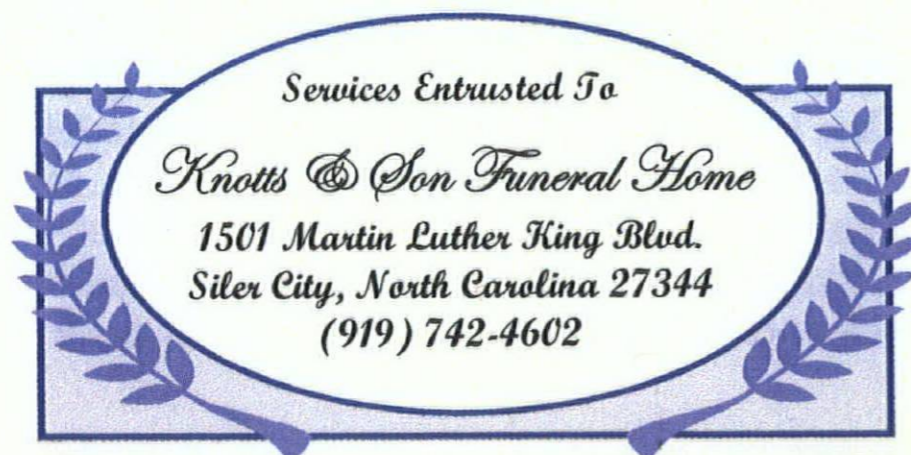 Services Entrusted To
Knotts & Son Funeral Home
1501 Martin Luther King Blvd.
Siler City, North Carolina 27344
(919) 742-4602